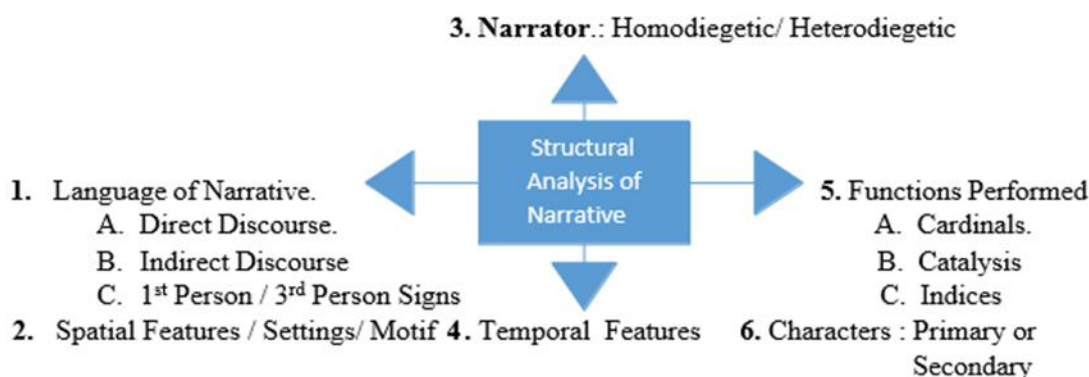 3. Narrator.: Homodiegetic/ Heterodiegetic
Structural
Analysis of
Narrative
1. Language of Narrative.
A. Direct Discourse.
B. Indirect Discourse
C. 1st Person / 3rd Person Signs
2. Spatial Features / Settings/ Motif
4. Temporal Features
5. Functions Performed
A. Cardinals.
B. Catalysis
C. Indices
6. Characters : Primary or
Secondary